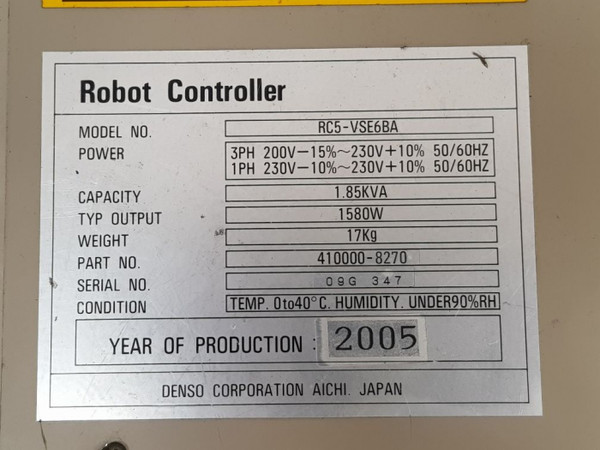 Robot Controller
MODEL NO. RC5-VSE6BA
POWER 3PH 200V-15%~230V+10% 50/60HZ
1PH 230V-10%~230V+10% 50/60HZ
CAPACITY 1.85KVA
TYP OUTPUT 1580W
WEIGHT 17Kg
PART NO. 410000-8270
SERIAL NO. 09G 347
CONDITION TEMP. 0to40°C. HUMIDITY. UNDER90%RH
YEAR OF PRODUCTION : 2005
DENSO CORPORATION AICHI. JAPAN